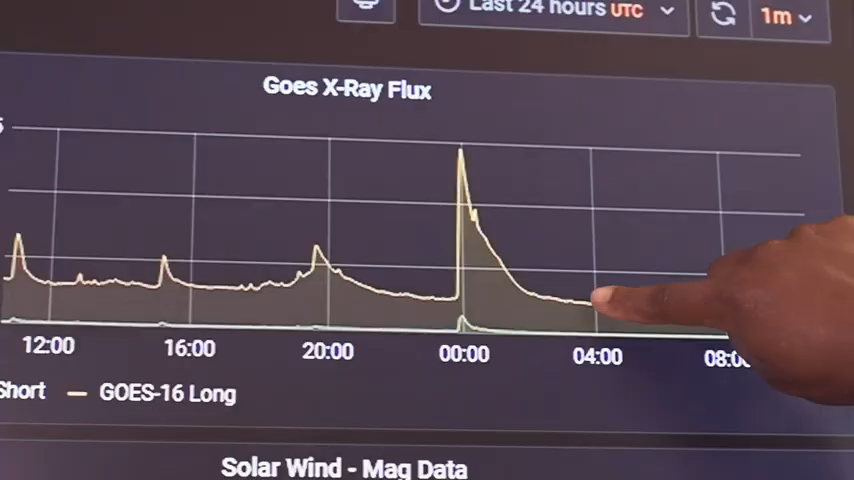 Last 24 hours UTC
1m
Goes X-Ray Flux
12:00 16:00 20:00 00:00 04:00 08:00
Short GOES-16 Long
Solar Wind - Mag Data